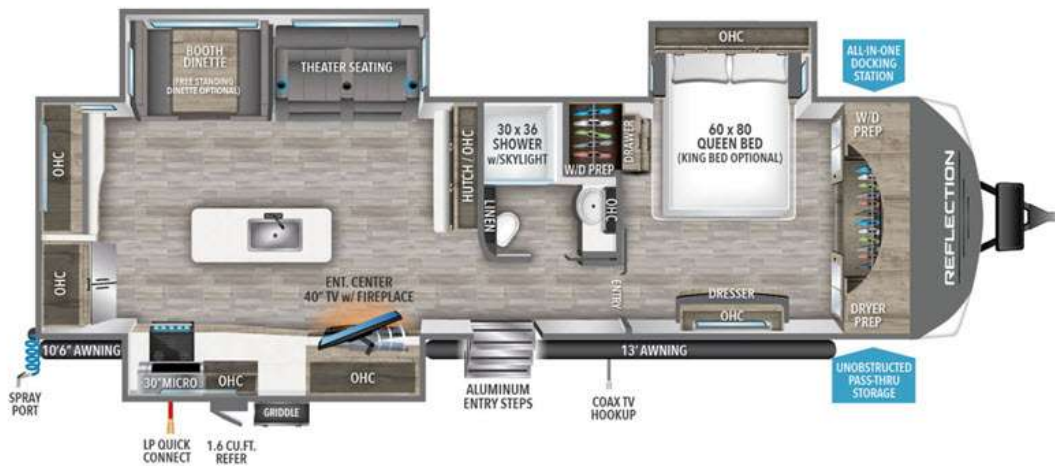 OHC
BOOTH
DINETTE
(FREE STANDING
DINETTE OPTIONAL)
THEATER SEATING
ALL-IN-ONE
DOCKING
STATION
OHC
OHC
HUTCH / OHC
30 x 36
SHOWER
w/SKYLIGHT
W/D PREP
DRAWER
60 x 80
QUEEN BED
(KING BED OPTIONAL)
W/D
PREP
LINEN
OHC
REFLECTION
ENT. CENTER
40" TV w/ FIREPLACE
ENTRY
DRESSER
OHC
DRYER
PREP
10'6" AWNING
13' AWNING
SPRAY
PORT
30" MICRO
OHC
OHC
GRIDDLE
ALUMINUM
ENTRY STEPS
COAX TV
HOOKUP
UNOBSTRUCTED
PASS-THRU
STORAGE
LP QUICK
CONNECT
1.6 CU.FT.
REFER